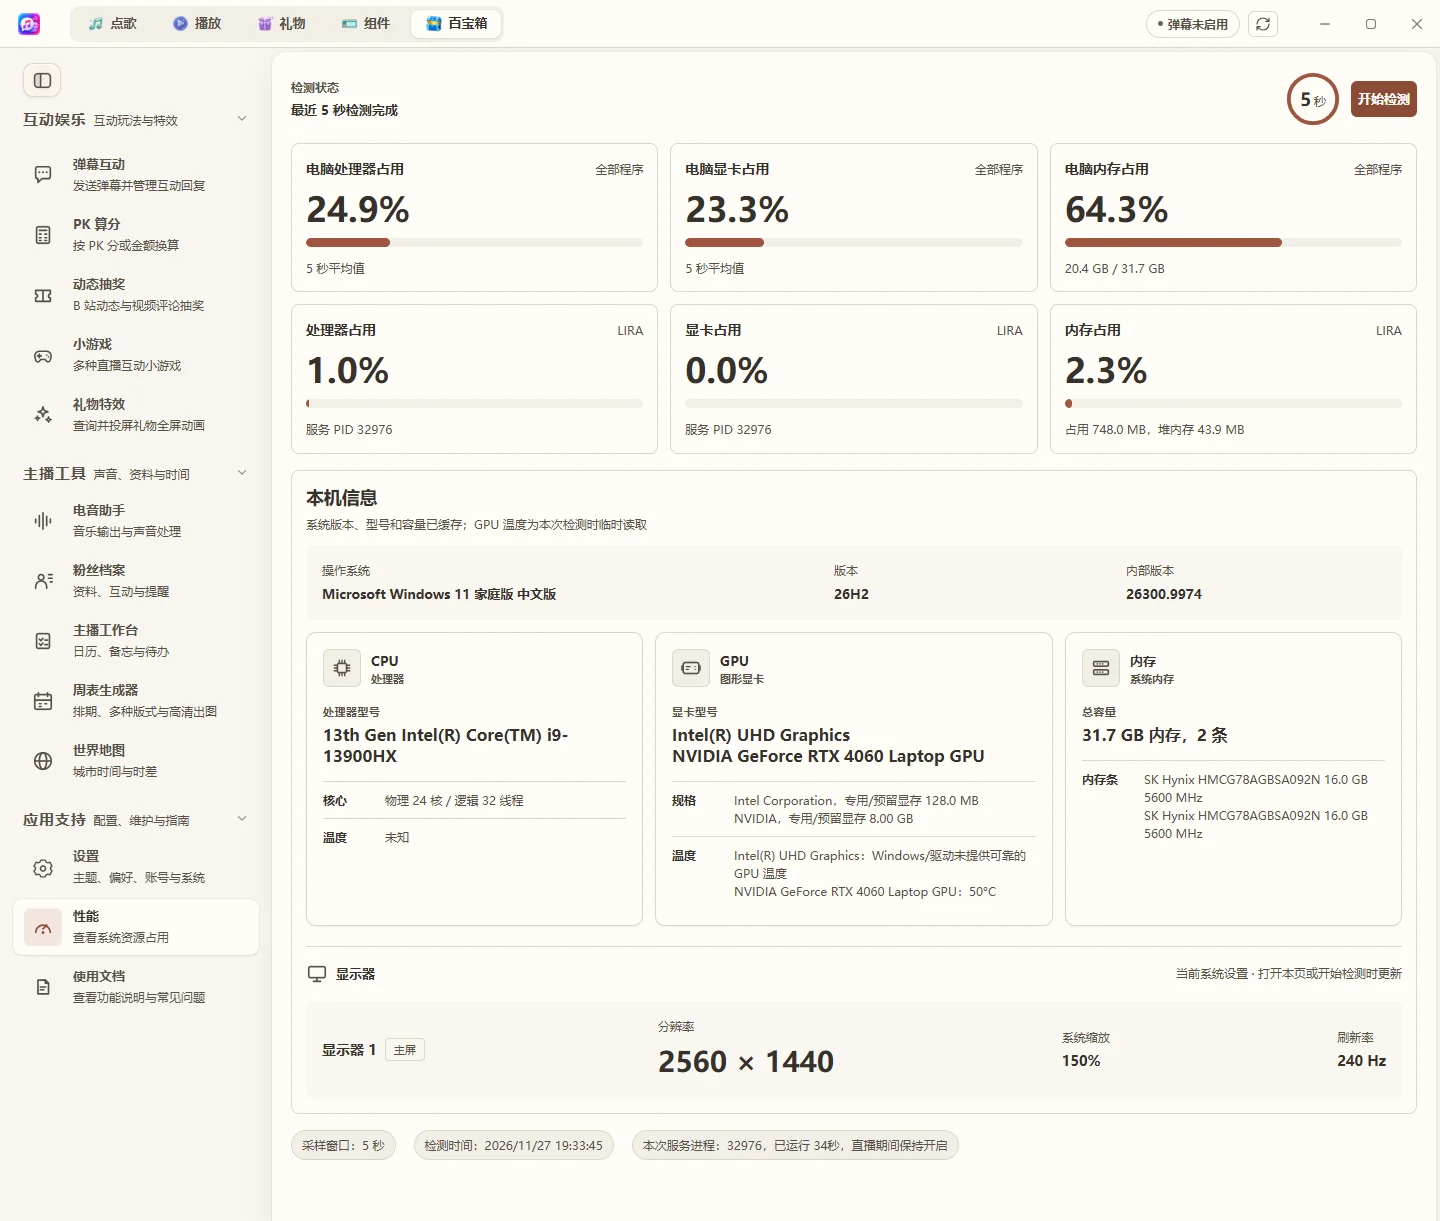 点歌
播放
礼物
组件
百宝箱
弹幕未启用
互动娱乐 互动玩法与特效
弹幕互动
发送弹幕并管理互动回复
PK 算分
按 PK 分或金额换算
动态抽奖
B 站动态与视频评论抽奖
小游戏
多种直播互动小游戏
礼物特效
查询并投屏礼物全屏动画
主播工具 声音、资料与时间
电音助手
音乐输出与声音处理
粉丝档案
资料、互动与提醒
主播工作台
日历、备忘与待办
周表生成器
排期、多种版式与高清出图
世界地图
城市时间与时差
应用支持 配置、维护与指南
设置
主题、偏好、账号与系统
性能
查看系统资源占用
使用文档
查看功能说明与常见问题
检测状态
最近 5 秒检测完成
5 秒
开始检测
电脑处理器占用 全部程序
24.9%
5 秒平均值
电脑显卡占用 全部程序
23.3%
5 秒平均值
电脑内存占用 全部程序
64.3%
20.4 GB / 31.7 GB
处理器占用 LIRA
1.0%
服务 PID 32976
显卡占用 LIRA
0.0%
服务 PID 32976
内存占用 LIRA
2.3%
占用 748.0 MB，堆内存 43.9 MB
本机信息
系统版本、型号和容量已缓存；GPU 温度为本次检测时临时读取
操作系统
Microsoft Windows 11 家庭版 中文版
版本
26H2
内部版本
26300.9974
CPU
处理器
处理器型号
13th Gen Intel(R) Core(TM) i9-
13900HX
核心 物理 24 核 / 逻辑 32 线程
温度 未知
GPU
图形显卡
显卡型号
Intel(R) UHD Graphics
NVIDIA GeForce RTX 4060 Laptop GPU
规格 Intel Corporation，专用/预留显存 128.0 MB
NVIDIA，专用/预留显存 8.00 GB
温度 Intel(R) UHD Graphics：Windows/驱动未提供可靠的
GPU 温度
NVIDIA GeForce RTX 4060 Laptop GPU：50°C
内存
系统内存
总容量
31.7 GB 内存，2 条
内存条 SK Hynix HMCG78AGBSA092N 16.0 GB
5600 MHz
SK Hynix HMCG78AGBSA092N 16.0 GB
5600 MHz
显示器
当前系统设置 · 打开本页或开始检测时更新
显示器 1 主屏
分辨率
2560 × 1440
系统缩放
150%
刷新率
240 Hz
采样窗口：5 秒
检测时间：2026/11/27 19:33:45
本次服务进程：32976，已运行 34秒，直播期间保持开启